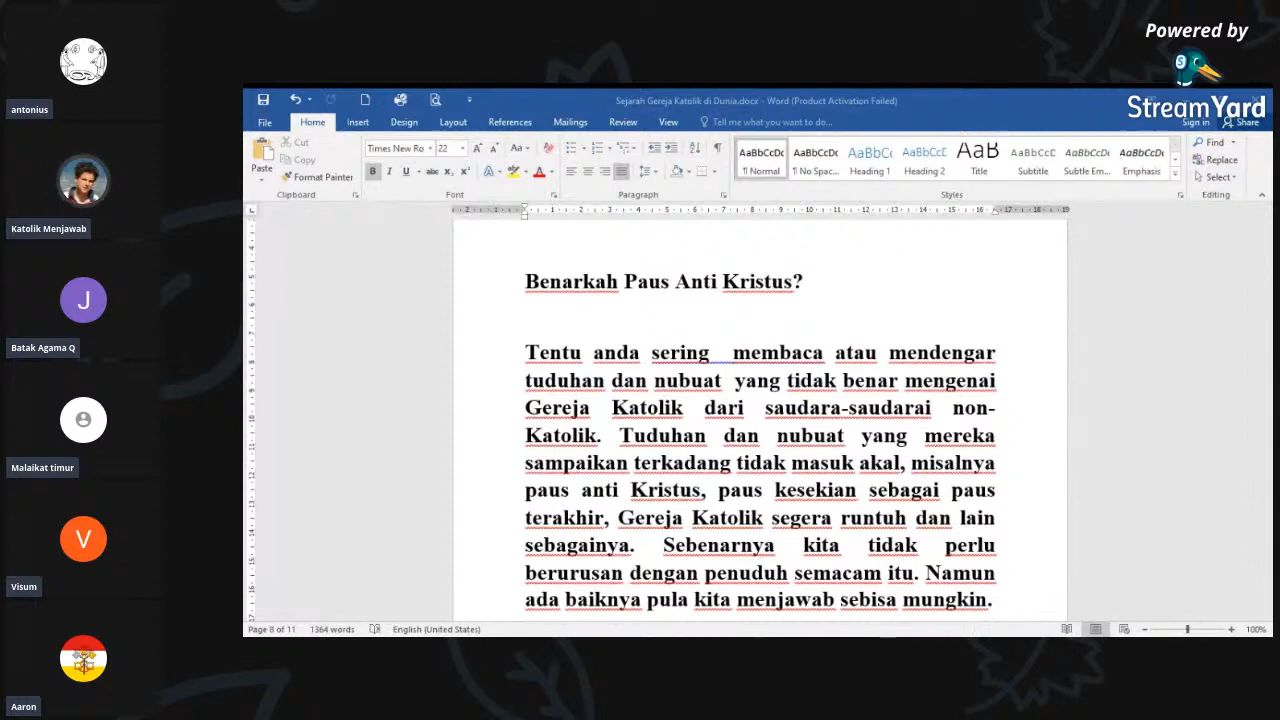 Powered by
StreamYard
antonius
Katolik Menjawab
Batak Agama Q
Malaikat timur
Visum
Aaron
Sejarah Gereja Katolik di Dunia.docx - Word (Product Activation Failed)
File Home Insert Design Layout References Mailings Review View Tell me what you want to do... Sign in Share
Paste Cut Copy Format Painter
Clipboard
Times New Ro 22
Font
Paragraph
AaBbCcDc AaBbCcDc AaBbC AaBbCcC AaB AaBbCcD AaBbCcDc AaBbCcDc
¶ Normal ¶ No Spac... Heading 1 Heading 2 Title Subtitle Subtle Em... Emphasis
Styles
Find
Replace
Select
Editing
Benarkah Paus Anti Kristus?
Tentu anda sering membaca atau mendengar
tuduhan dan nubuat yang tidak benar mengenai
Gereja Katolik dari saudara-saudarai non-
Katolik. Tuduhan dan nubuat yang mereka
sampaikan terkadang tidak masuk akal, misalnya
paus anti Kristus, paus kesekian sebagai paus
terakhir, Gereja Katolik segera runtuh dan lain
sebagainya. Sebenarnya kita tidak perlu
berurusan dengan penuduh semacam itu. Namun
ada baiknya pula kita menjawab sebisa mungkin.
Page 8 of 11 1364 words English (United States) 100%